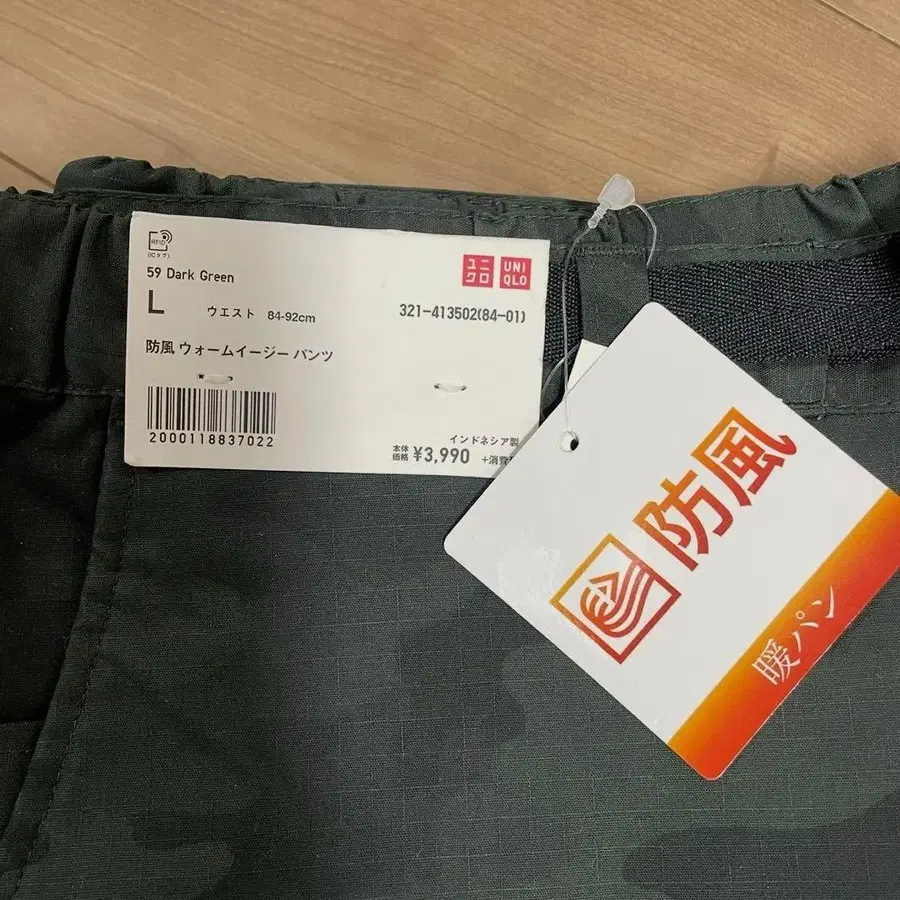 RFID
(ICタグ)
59 Dark Green
ユニ
クロ
UNI
QLO
L
ウエスト 84-92cm
321-413502(84-01)
防風 ウォームイージー パンツ
2000118837022
インドネシア製
本体
価格 ¥3,990 +消費
防風
暖パン